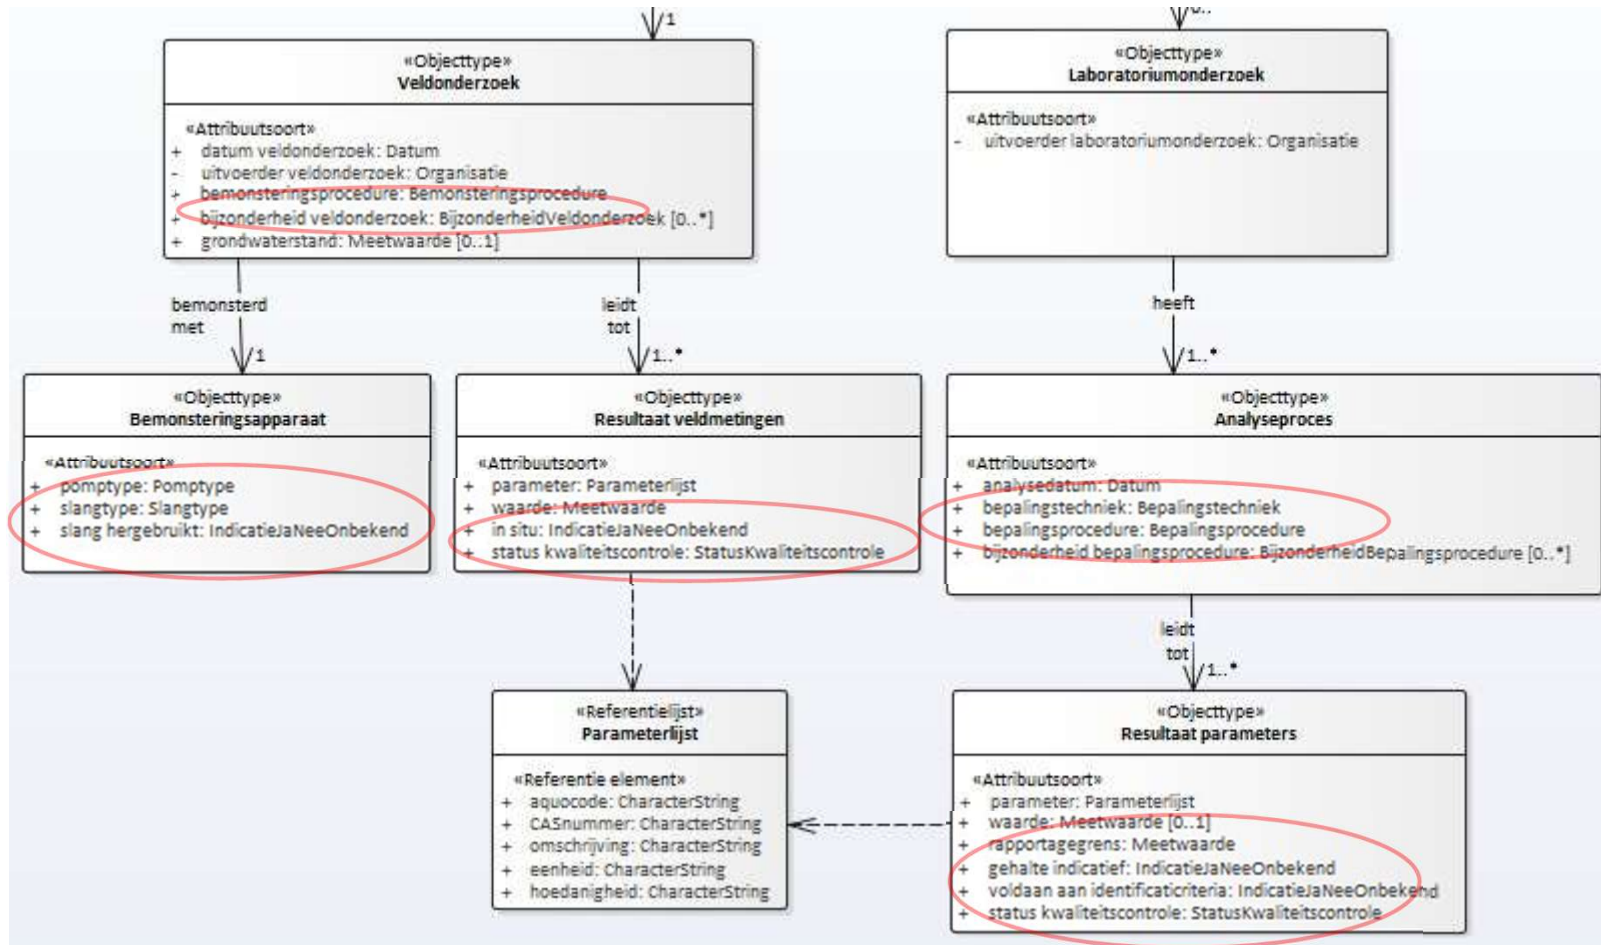 1
0..
«Objecttype»
Veldonderzoek
«Attribuutsoort»
+ datum veldonderzoek: Datum
- uitvoerder veldonderzoek: Organisatie
+ bemonsteringsprocedure: Bemonsteringsprocedure
+ bijzonderheid veldonderzoek: BijzonderheidVeldonderzoek [0..*]
+ grondwaterstand: Meetwaarde [0..1]
«Objecttype»
Laboratoriumonderzoek
«Attribuutsoort»
- uitvoerder laboratoriumonderzoek: Organisatie
bemonsterd
met
1
leidt
tot
1..*
heeft
1..*
«Objecttype»
Bemonsteringsapparaat
«Attribuutsoort»
+ pomptype: Pomptype
+ slangtype: Slangtype
+ slang hergebruikt: IndicatieJaNeeOnbekend
«Objecttype»
Resultaat veldmetingen
«Attribuutsoort»
+ parameter: Parameterlijst
+ waarde: Meetwaarde
+ in situ: IndicatieJaNeeOnbekend
+ status kwaliteitscontrole: StatusKwaliteitscontrole
«Objecttype»
Analyseproces
«Attribuutsoort»
+ analysedatum: Datum
+ bepalingstechniek: Bepalingstechniek
+ bepalingsprocedure: Bepalingsprocedure
+ bijzonderheid bepalingsprocedure: BijzonderheidBepalingsprocedure [0..*]
leidt
tot
1..*
«Referentielijst»
Parameterlijst
«Referentie element»
+ aquocode: CharacterString
+ CASnummer: CharacterString
+ omschrijving: CharacterString
+ eenheid: CharacterString
+ hoedanigheid: CharacterString
«Objecttype»
Resultaat parameters
«Attribuutsoort»
+ parameter: Parameterlijst
+ waarde: Meetwaarde [0..1]
+ rapportagegrens: Meetwaarde
+ gehalte indicatief: IndicatieJaNeeOnbekend
+ voldaan aan identificaticriteria: IndicatieJaNeeOnbekend
+ status kwaliteitscontrole: StatusKwaliteitscontrole